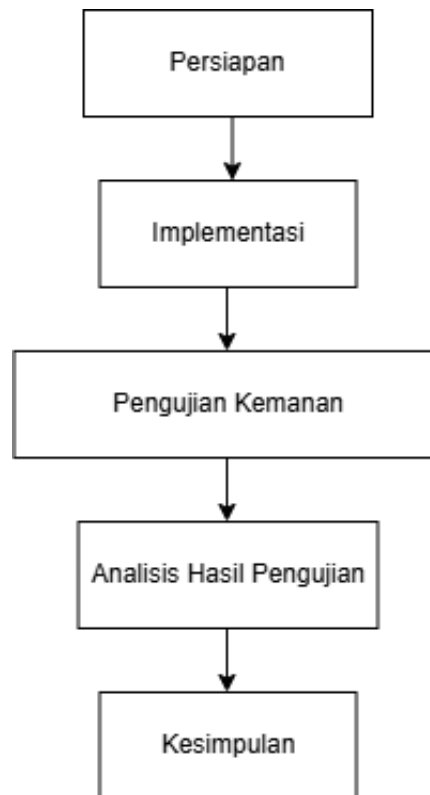 Persiapan
Implementasi
Pengujian Kemanan
Analisis Hasil Pengujian
Kesimpulan